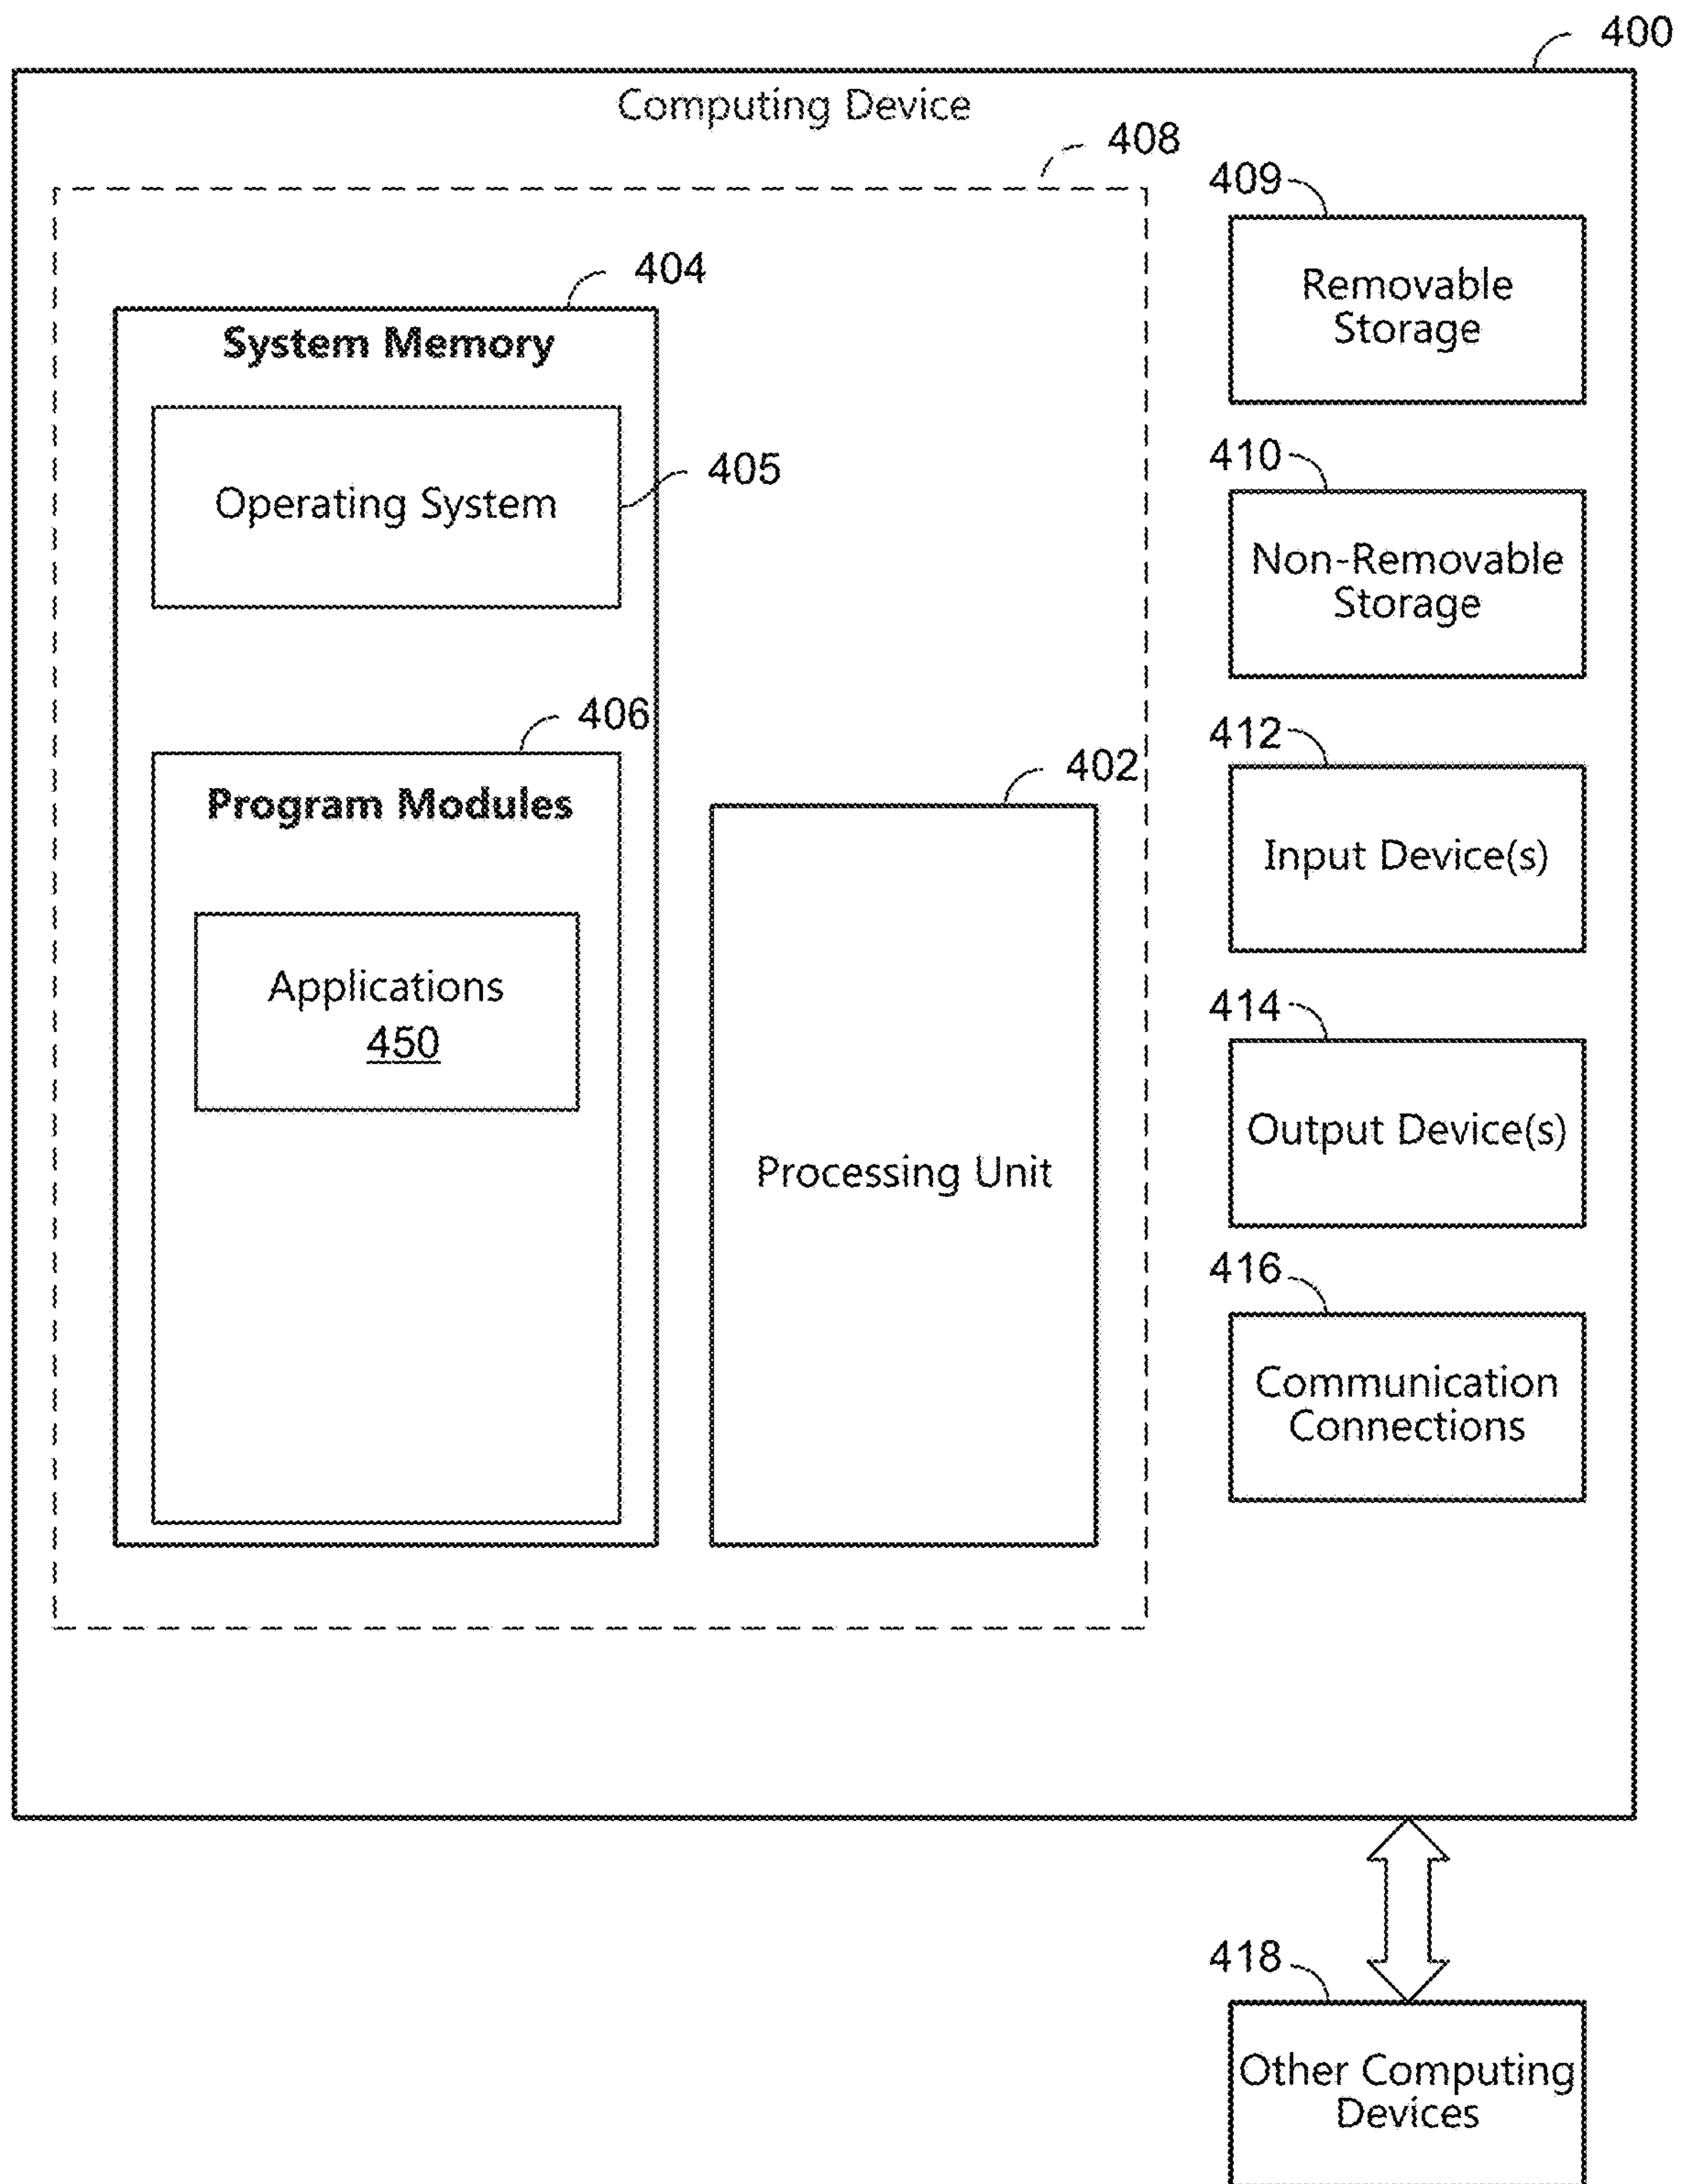 400
Computing Device
408
409
Removable
Storage
404
System Memory
Operating System
405
410
Non-Removable
Storage
406
Program Modules
Applications
450
402
Processing Unit
412
Input Device(s)
414
Output Device(s)
416
Communication
Connections
418
Other Computing
Devices